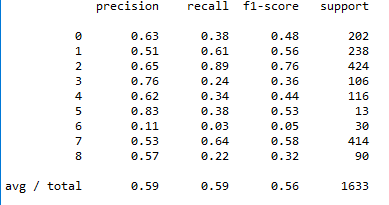 precision recall f1-score support
0 0.63 0.38 0.48 202
1 0.51 0.61 0.56 238
2 0.65 0.89 0.76 424
3 0.76 0.24 0.36 106
4 0.62 0.34 0.44 116
5 0.83 0.38 0.53 13
6 0.11 0.03 0.05 30
7 0.53 0.64 0.58 414
8 0.57 0.22 0.32 90
avg / total 0.59 0.59 0.56 1633